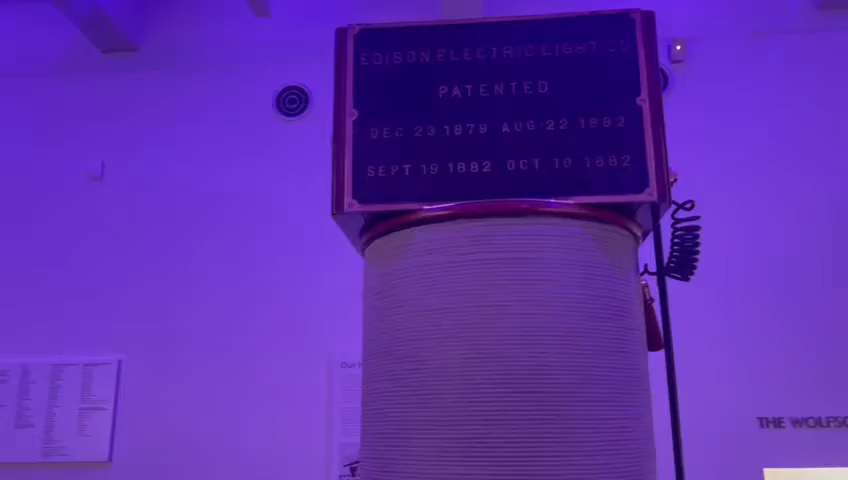 EDISON ELECTRIC LIGHT CO
PATENTED
DEC 23 1879 AUG 22 1882
SEPT 19 1882 OCT 10 1882
Our
THE WOLFSO